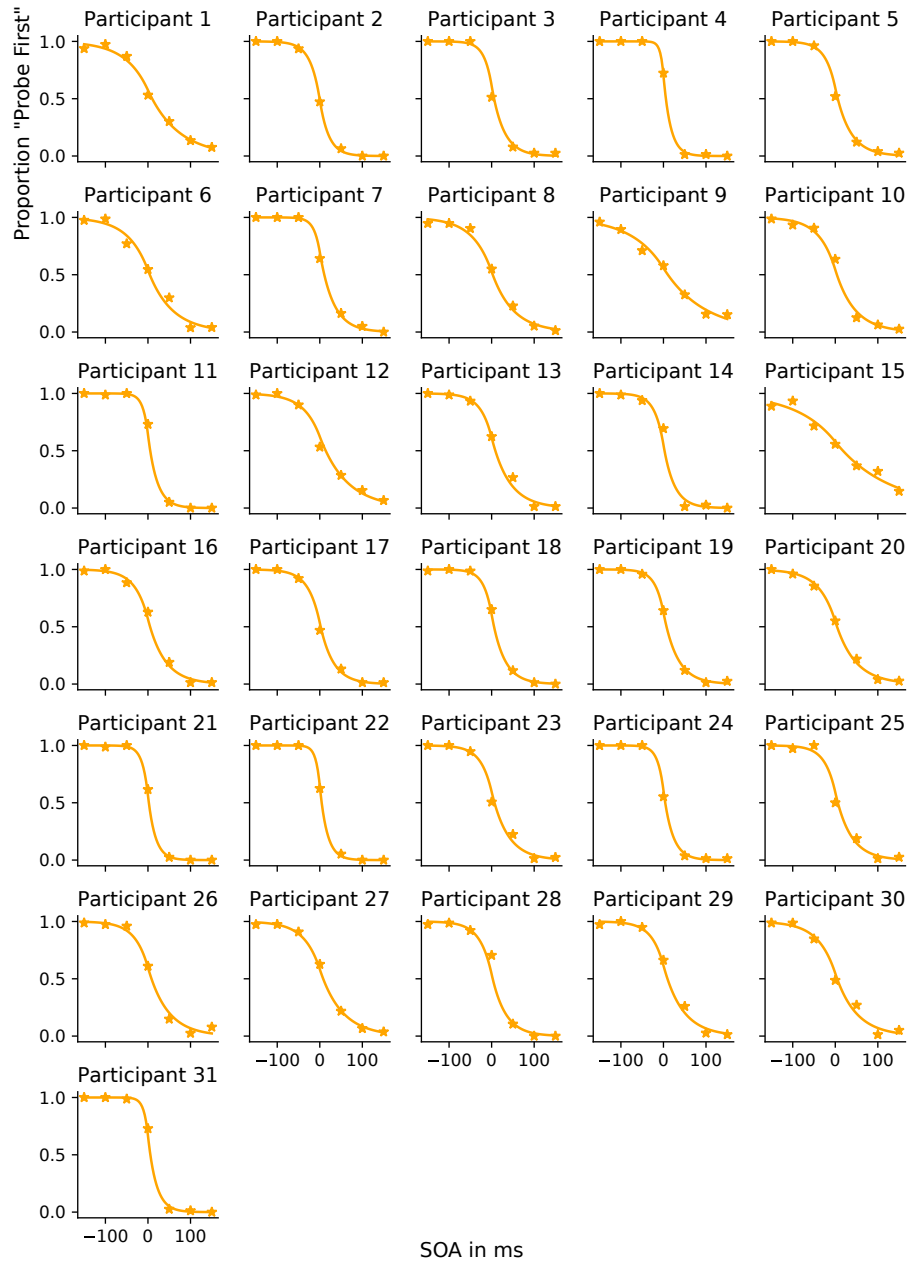 Participant 1 Participant 2 Participant 3 Participant 4 Participant 5
1.0
0.5
0.0
Proportion "Probe First"
Participant 6 Participant 7 Participant 8 Participant 9 Participant 10
1.0
0.5
0.0
Participant 11 Participant 12 Participant 13 Participant 14 Participant 15
1.0
0.5
0.0
Participant 16 Participant 17 Participant 18 Participant 19 Participant 20
1.0
0.5
0.0
Participant 21 Participant 22 Participant 23 Participant 24 Participant 25
1.0
0.5
0.0
Participant 26 Participant 27 Participant 28 Participant 29 Participant 30
1.0
0.5
0.0
−100 0 100 −100 0 100 −100 0 100 −100 0 100
Participant 31
1.0
0.5
0.0
−100 0 100
SOA in ms